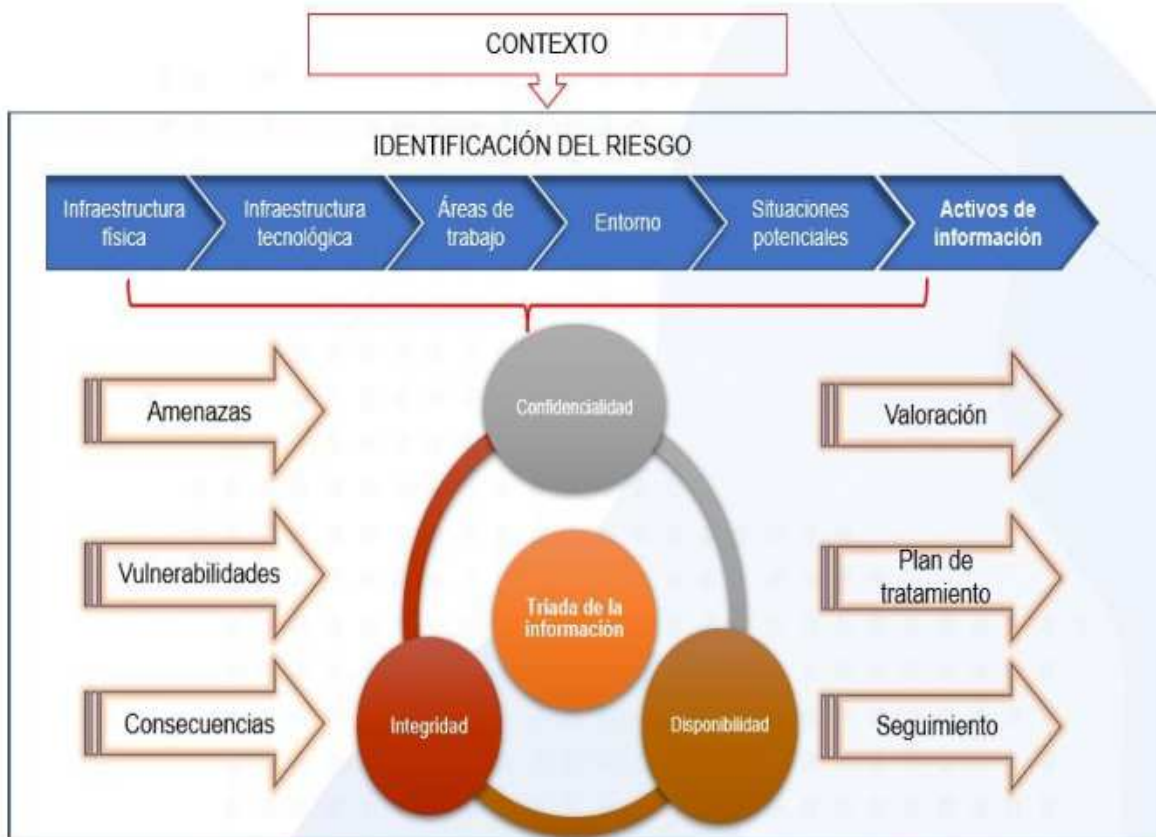 CONTEXTO
IDENTIFICACIÓN DEL RIESGO
Infraestructura
física
Infraestructura
tecnológica
Áreas de
trabajo
Entorno
Situaciones
potenciales
Activos de
información
Amenazas
Vulnerabilidades
Consecuencias
Confidencialidad
Triada de la
información
Integridad
Disponibilidad
Valoración
Plan de
tratamiento
Seguimiento